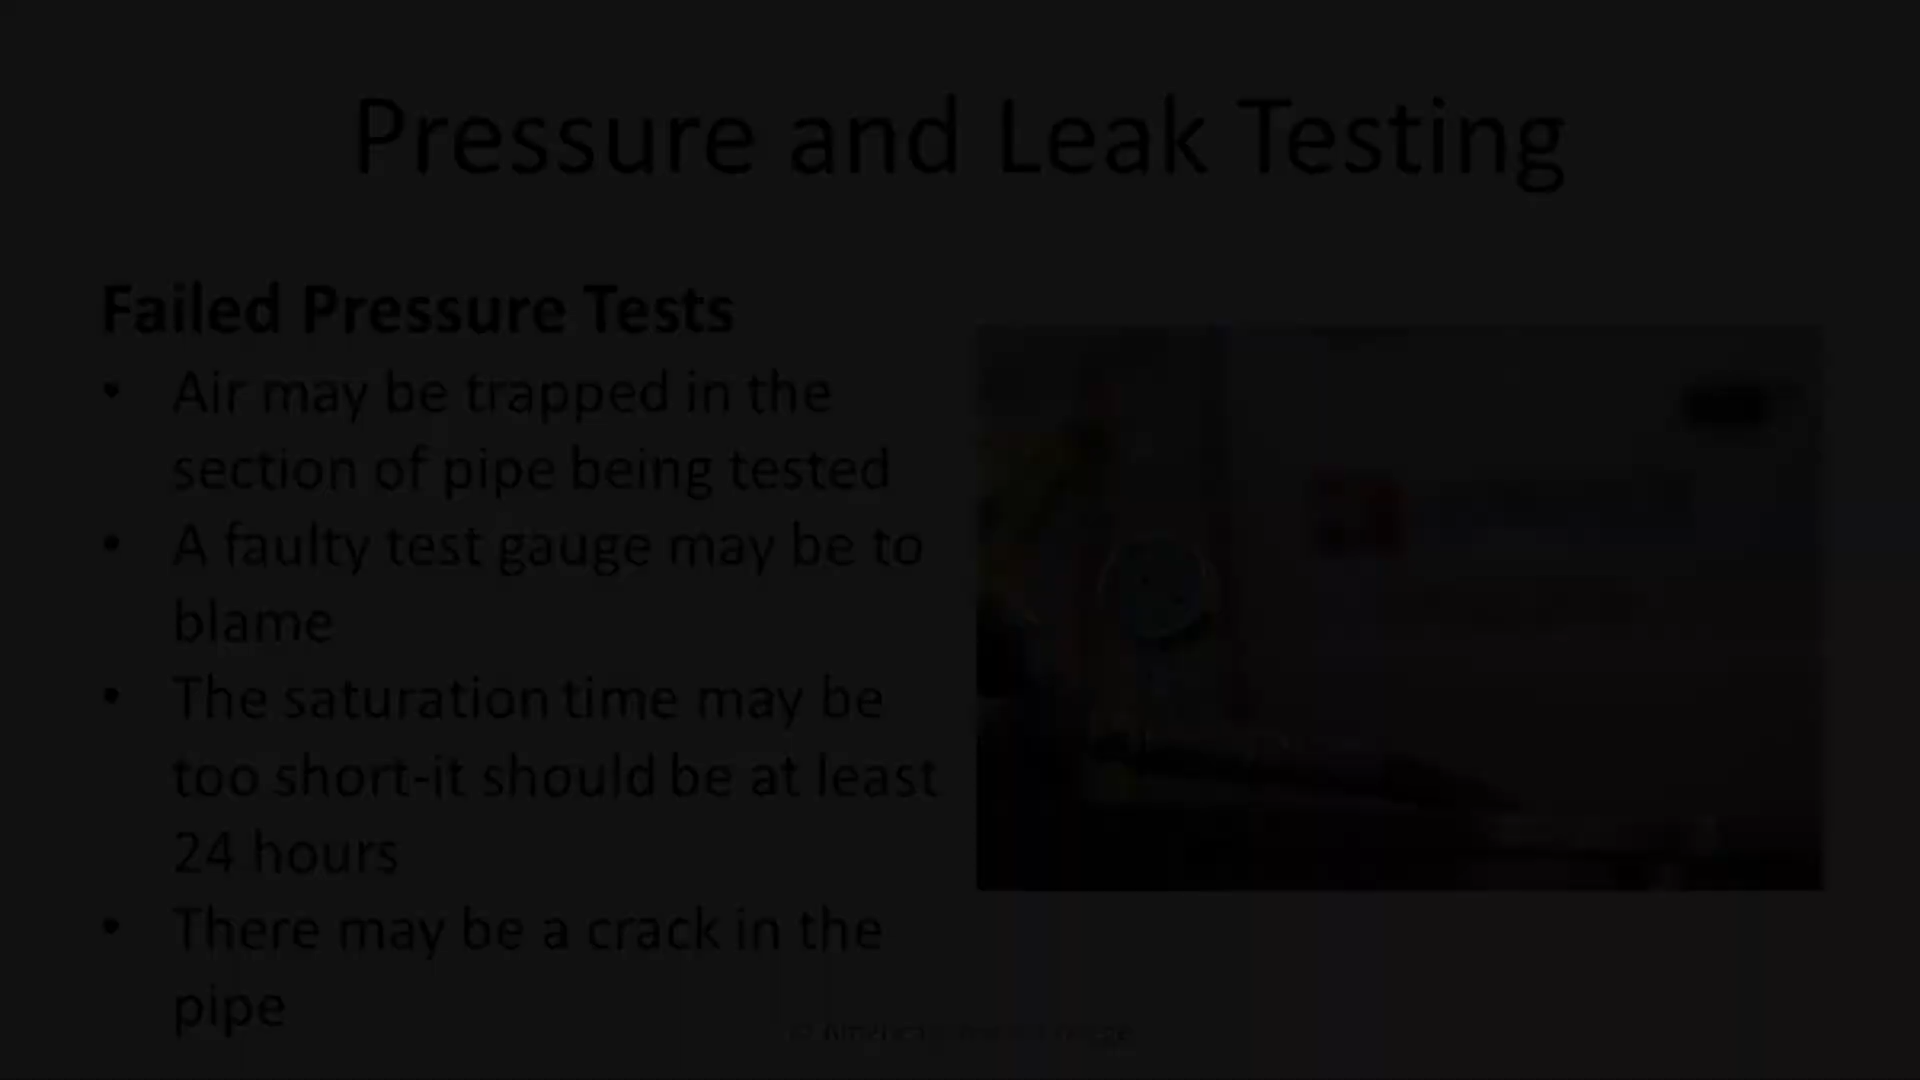 Pressure and Leak Testing
Failed Pressure Tests
• Air may be trapped in the
section of pipe being tested
• A faulty test gauge may be to
blame
• The saturation time may be
too short-it should be at least
24 hours
• There may be a crack in the
pipe